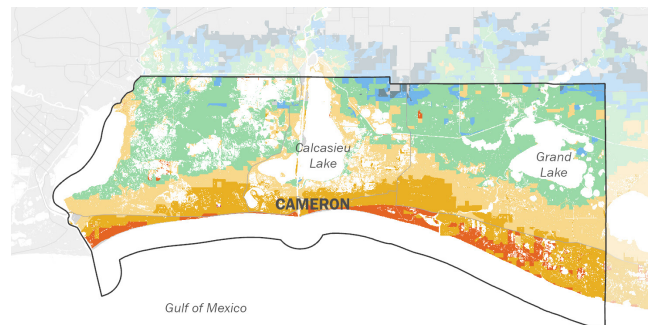 Calcasieu
Lake
Grand
Lake
CAMERON
Gulf of Mexico